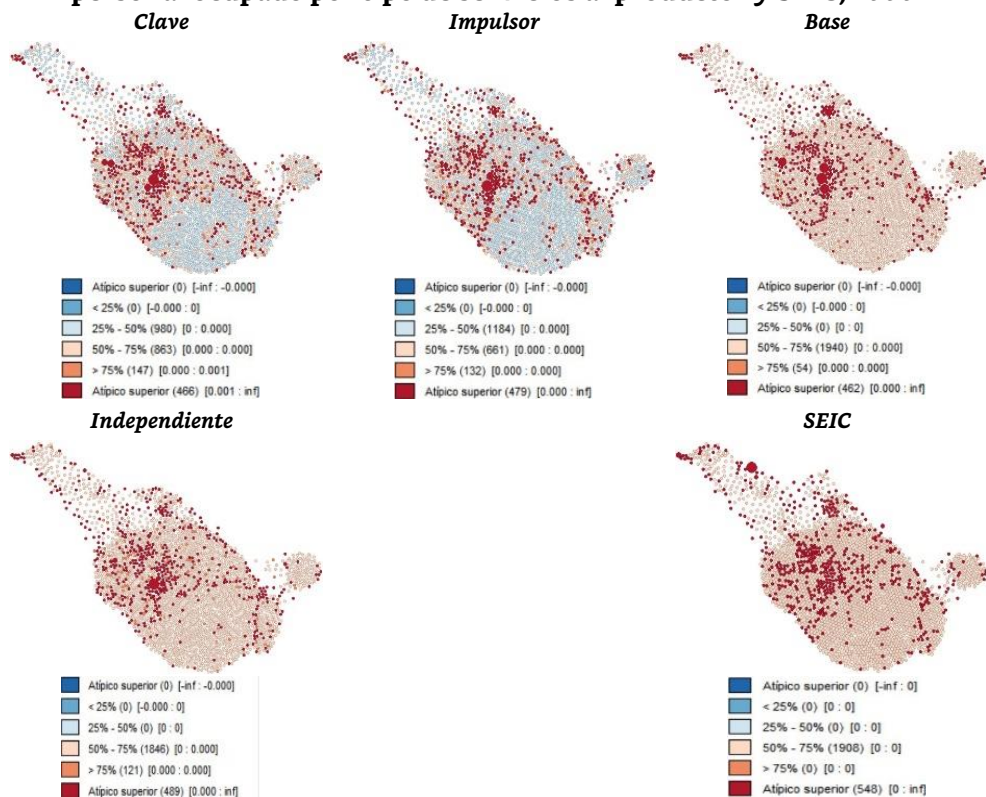 personal ocupado por tipo de al productor y
Clave
Impulsor
Base
Atípico superior (0) [-inf : -0.000]
< 25% (0) [-0.000 : 0]
25% - 50% (980) [0 : 0.000]
50% - 75% (863) [0.000 : 0.000]
> 75% (147) [0.000 : 0.001]
Atípico superior (466) [0.001 : inf]
Atípico superior (0) [-inf : -0.000]
< 25% (0) [-0.000 : 0]
25% - 50% (1184) [0 : 0.000]
50% - 75% (661) [0.000 : 0.000]
> 75% (132) [0.000 : 0.000]
Atípico superior (479) [0.000 : inf]
Atípico superior (0) [-inf : -0.000]
< 25% (0) [-0.000 : 0]
25% - 50% (0) [0 : 0]
50% - 75% (1940) [0 : 0.000]
> 75% (54) [0.000 : 0.000]
Atípico superior (462) [0.000 : inf]
Independiente
SEIC
Atípico superior (0) [-inf : -0.000]
< 25% (0) [-0.000 : 0]
25% - 50% (0) [0 : 0]
50% - 75% (1846) [0 : 0.000]
> 75% (121) [0.000 : 0.000]
Atípico superior (489) [0.000 : inf]
Atípico superior (0) [-inf : 0]
< 25% (0) [0 : 0]
25% - 50% (0) [0 : 0]
50% - 75% (1908) [0 : 0]
> 75% (0) [0 : 0]
Atípico superior (548) [0 : inf]